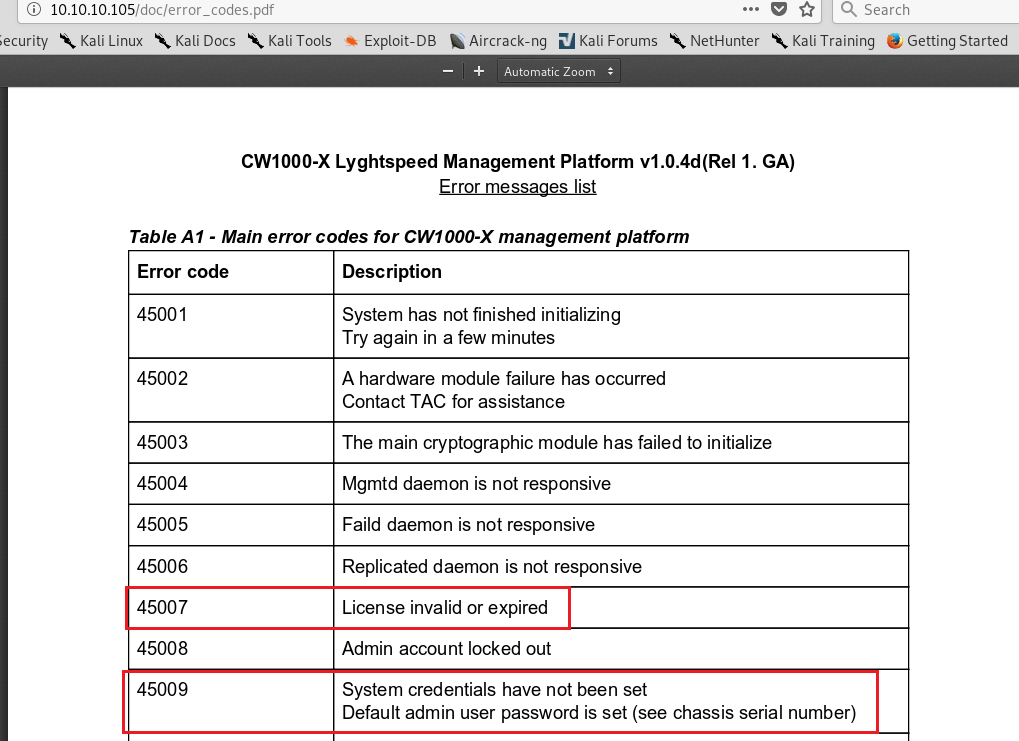 10.10.10.105/doc/error_codes.pdf
Search
Security Kali Linux Kali Docs Kali Tools Exploit-DB Aircrack-ng Kali Forums NetHunter Kali Training Getting Started
Automatic Zoom
CW1000-X Lyghtspeed Management Platform v1.0.4d(Rel 1. GA)
Error messages list
Table A1 - Main error codes for CW1000-X management platform
Error code Description
45001 System has not finished initializing
Try again in a few minutes
45002 A hardware module failure has occurred
Contact TAC for assistance
45003 The main cryptographic module has failed to initialize
45004 Mgmtd daemon is not responsive
45005 Faild daemon is not responsive
45006 Replicated daemon is not responsive
45007 License invalid or expired
45008 Admin account locked out
45009 System credentials have not been set
Default admin user password is set (see chassis serial number)